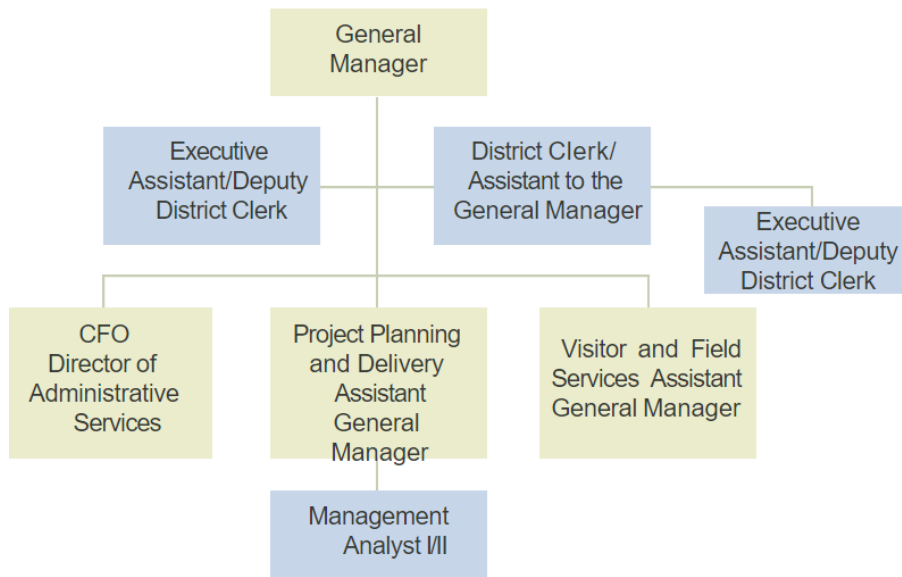 General
Manager
Executive
Assistant/Deputy
District Clerk
District Clerk/
Assistant to the
General Manager
Executive
Assistant/Deputy
District Clerk
CFO
Director of
Administrative
Services
Project Planning
and Delivery
Assistant
General
Manager
Visitor and Field
Services Assistant
General Manager
Management
Analyst I/II